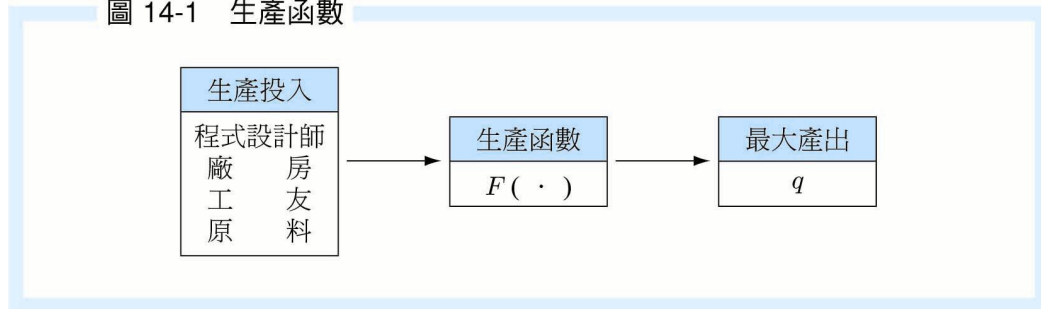 圖 14-1 生產函數
生產投入
程式設計師
廠 房
工 友
原 料
生產函數
F( · )
最大產出
q